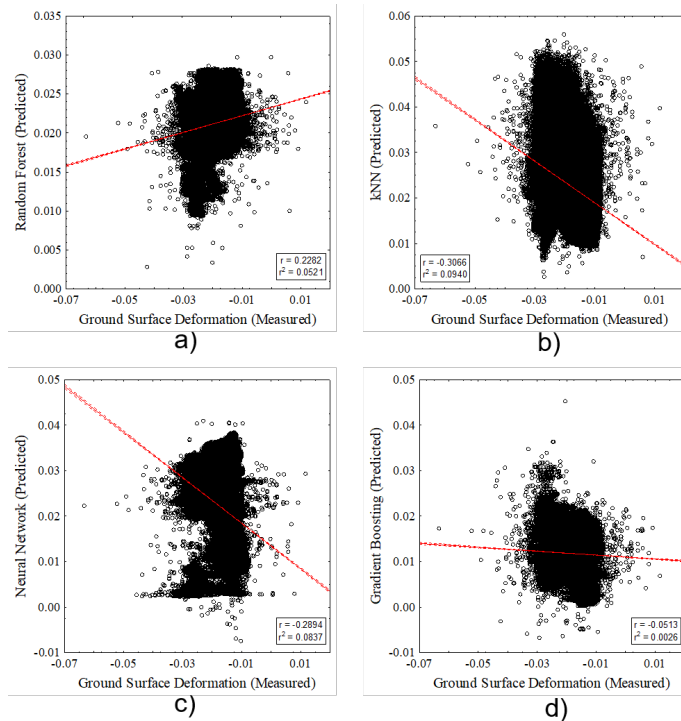 0.035
0.030
0.025
0.020
0.015
0.010
0.005
0.000
Random Forest (Predicted)
r = 0.2282
r² = 0.0521
-0.07 -0.05 -0.03 -0.01 0.01
Ground Surface Deformation (Measured)
a)
0.06
0.05
0.04
0.03
0.02
0.01
0.00
kNN (Predicted)
r = -0.3066
r² = 0.0940
-0.07 -0.05 -0.03 -0.01 0.01
Ground Surface Deformation (Measured)
b)
0.05
0.04
0.03
0.02
0.01
0.00
-0.01
Neural Network (Predicted)
r = -0.2894
r² = 0.0837
-0.07 -0.05 -0.03 -0.01 0.01
Ground Surface Deformation (Measured)
c)
0.05
0.04
0.03
0.02
0.01
0.00
-0.01
Gradient Boosting (Predicted)
r = -0.0513
r² = 0.0026
-0.07 -0.05 -0.03 -0.01 0.01
Ground Surface Deformation (Measured)
d)